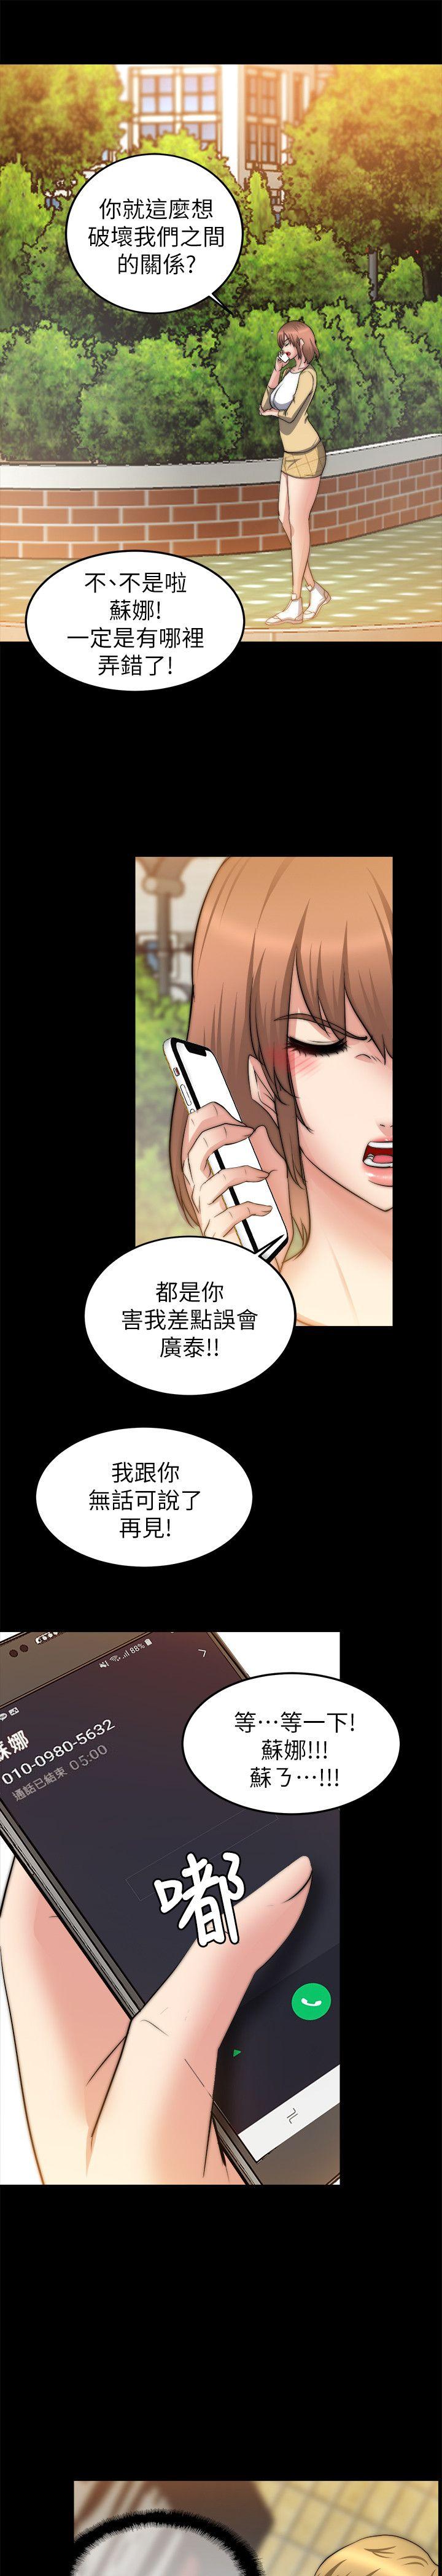 你就這麼想
破壞我們之間
的關係?
不、不是啦
蘇娜!
一定是有哪裡
弄錯了!
都是你
害我差點誤會
廣泰!!
我跟你
無話可說了
再見!
88%
蘇娜
010-0980-5632
通話已結束 05:00
等…等一下!
蘇娜!!!
蘇ㄋ…!!!
嘟